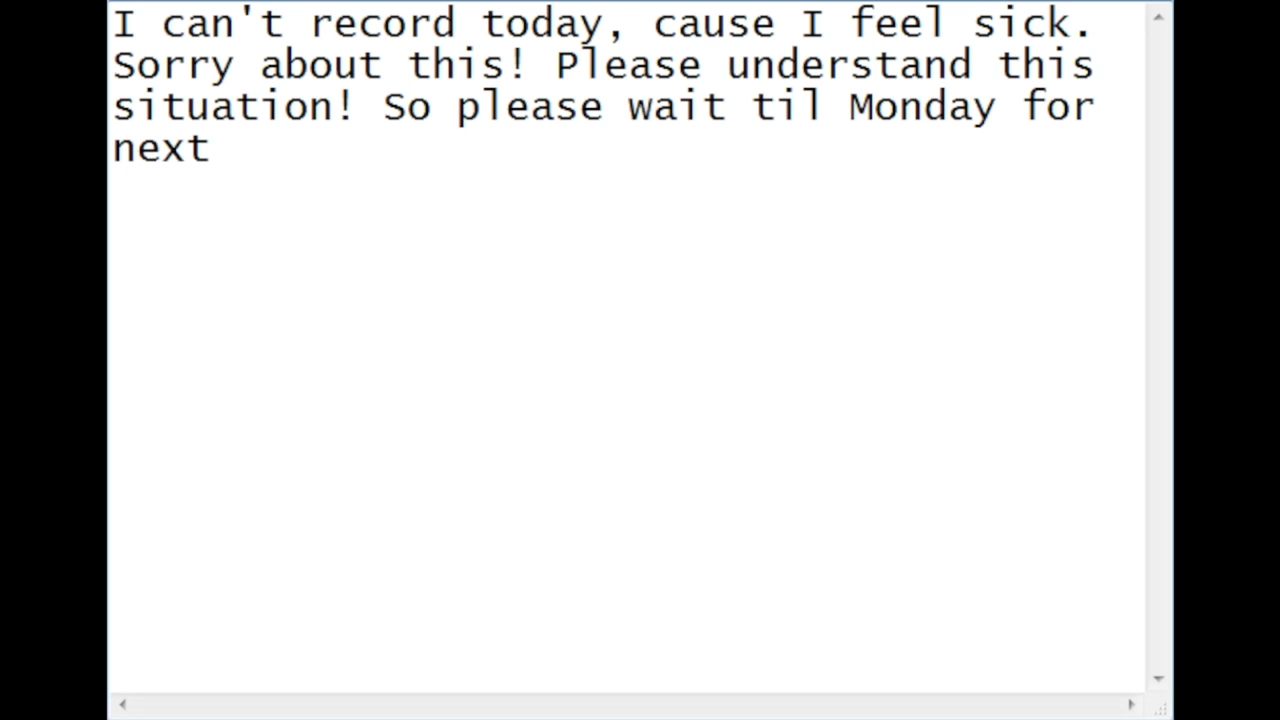 I can't record today, cause I feel sick.
Sorry about this! Please understand this
situation! So please wait til Monday for
next